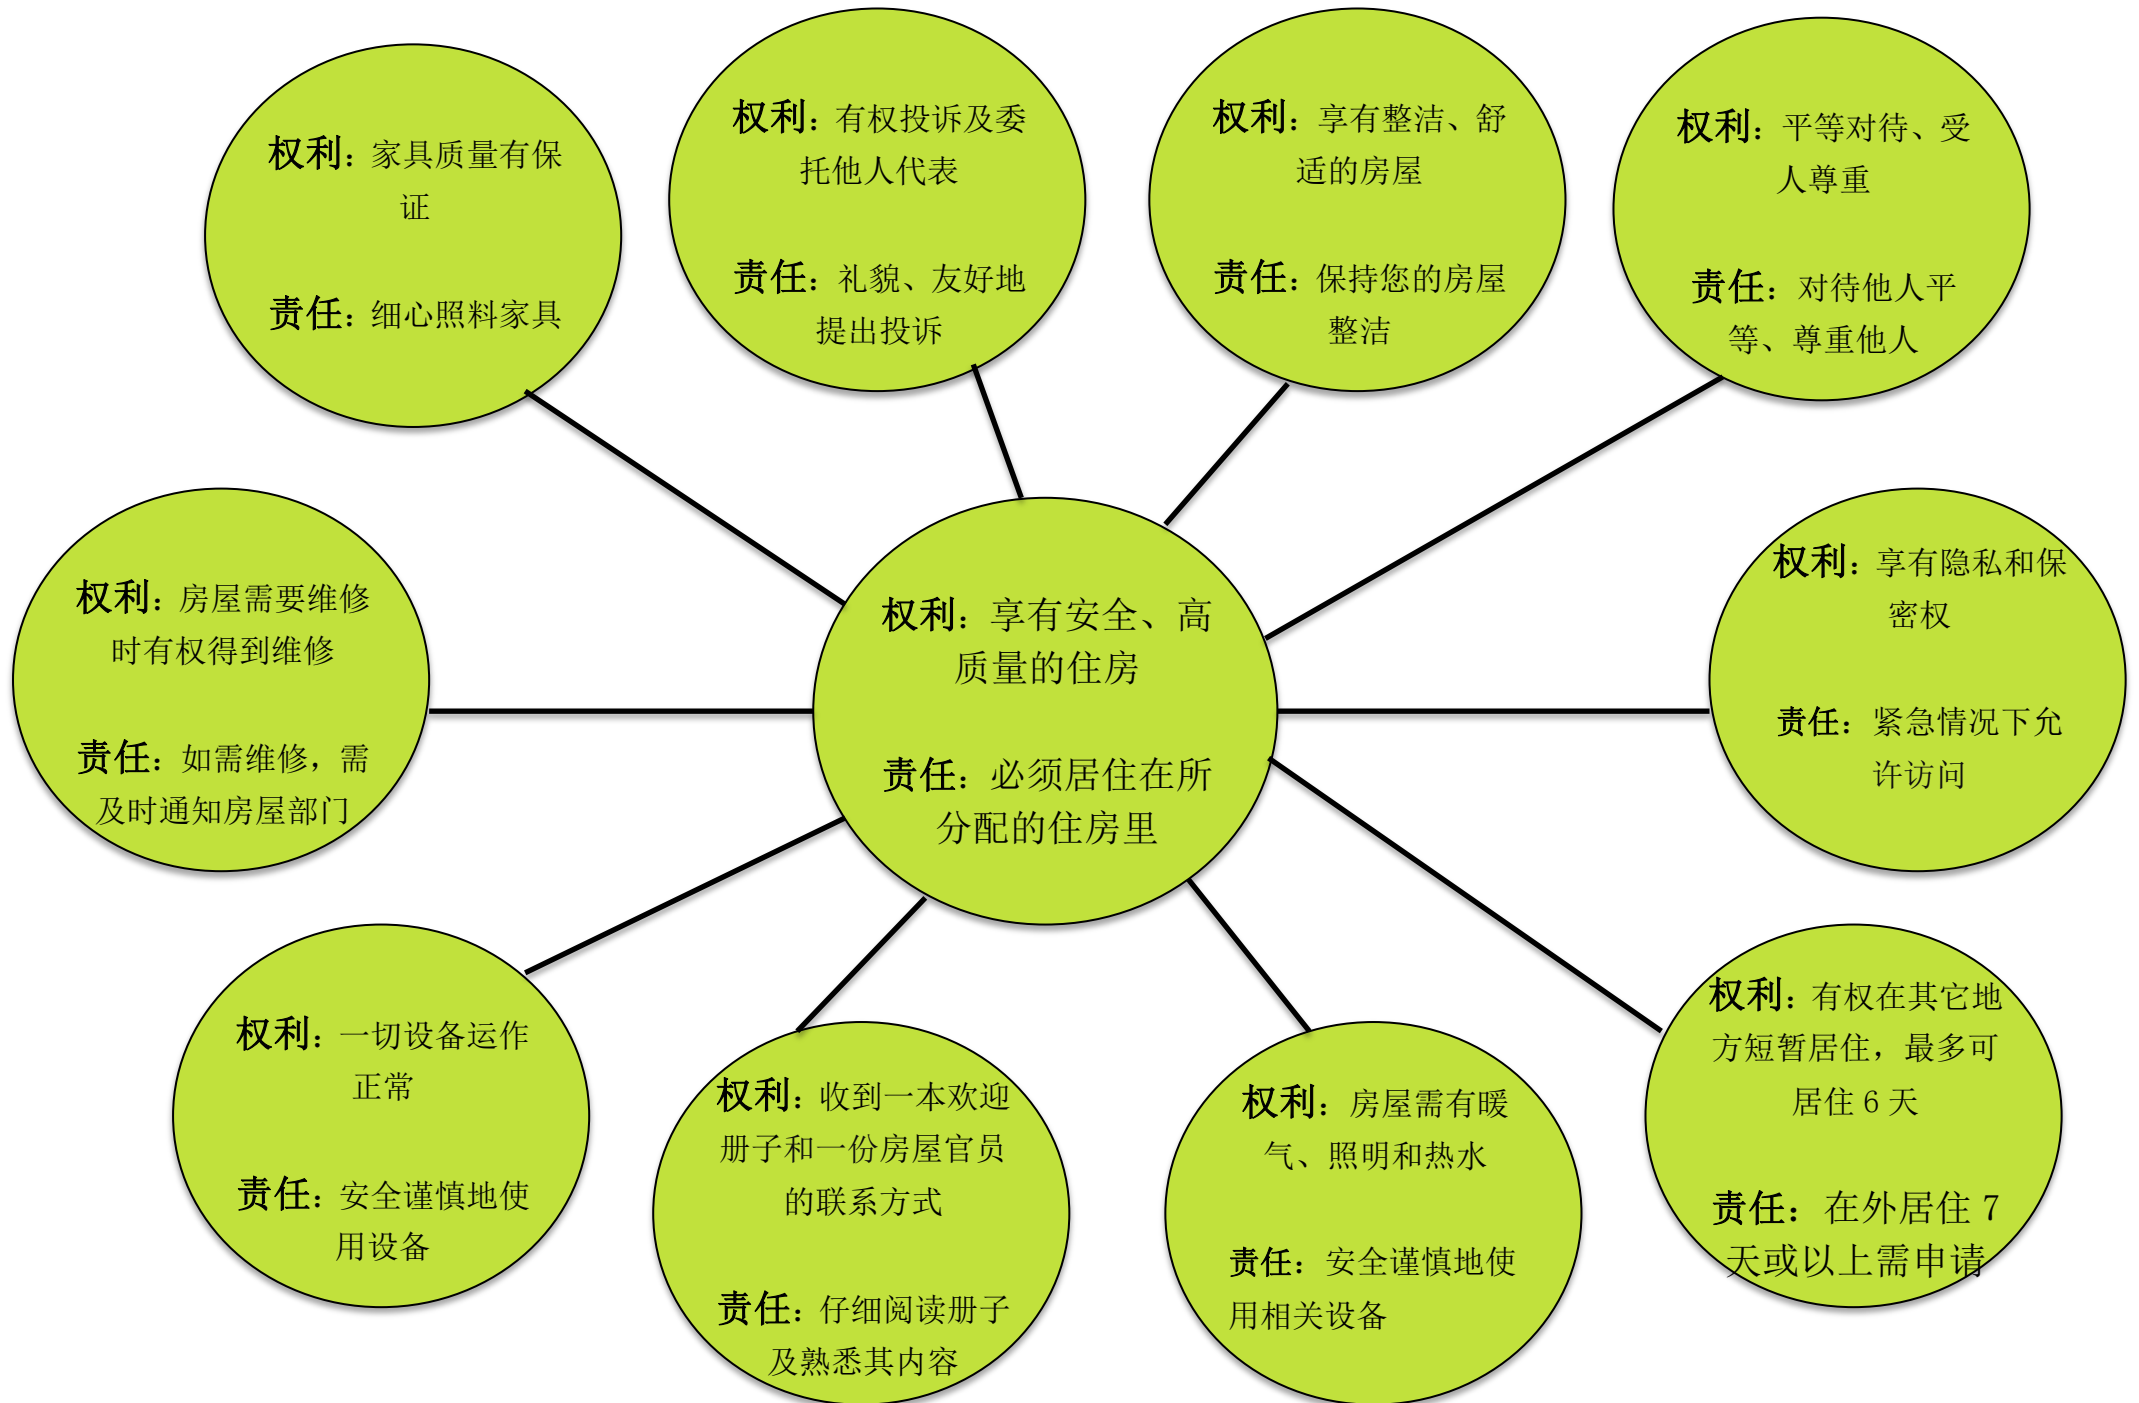 权利：家具质量有保
证
责任：细心照料家具
权利：有权投诉及委
托他人代表
责任：礼貌、友好地
提出投诉
权利：享有整洁、舒
适的房屋
责任：保持您的房屋
整洁
权利：平等对待、受
人尊重
责任：对待他人平
等、尊重他人
权利：房屋需要维修
时有权得到维修
责任：如需维修，需
及时通知房屋部门
权利：享有安全、高
质量的住房
责任：必须居住在所
分配的住房里
权利：享有隐私和保
密权
责任：紧急情况下允
许访问
权利：一切设备运作
正常
责任：安全谨慎地使
用设备
权利：收到一本欢迎
册子和一份房屋官员
的联系方式
责任：仔细阅读册子
及熟悉其内容
权利：房屋需有暖
气、照明和热水
责任：安全谨慎地使
用相关设备
权利：有权在其它地
方短暂居住，最多可
居住 6 天
责任：在外居住 7
天或以上需申请